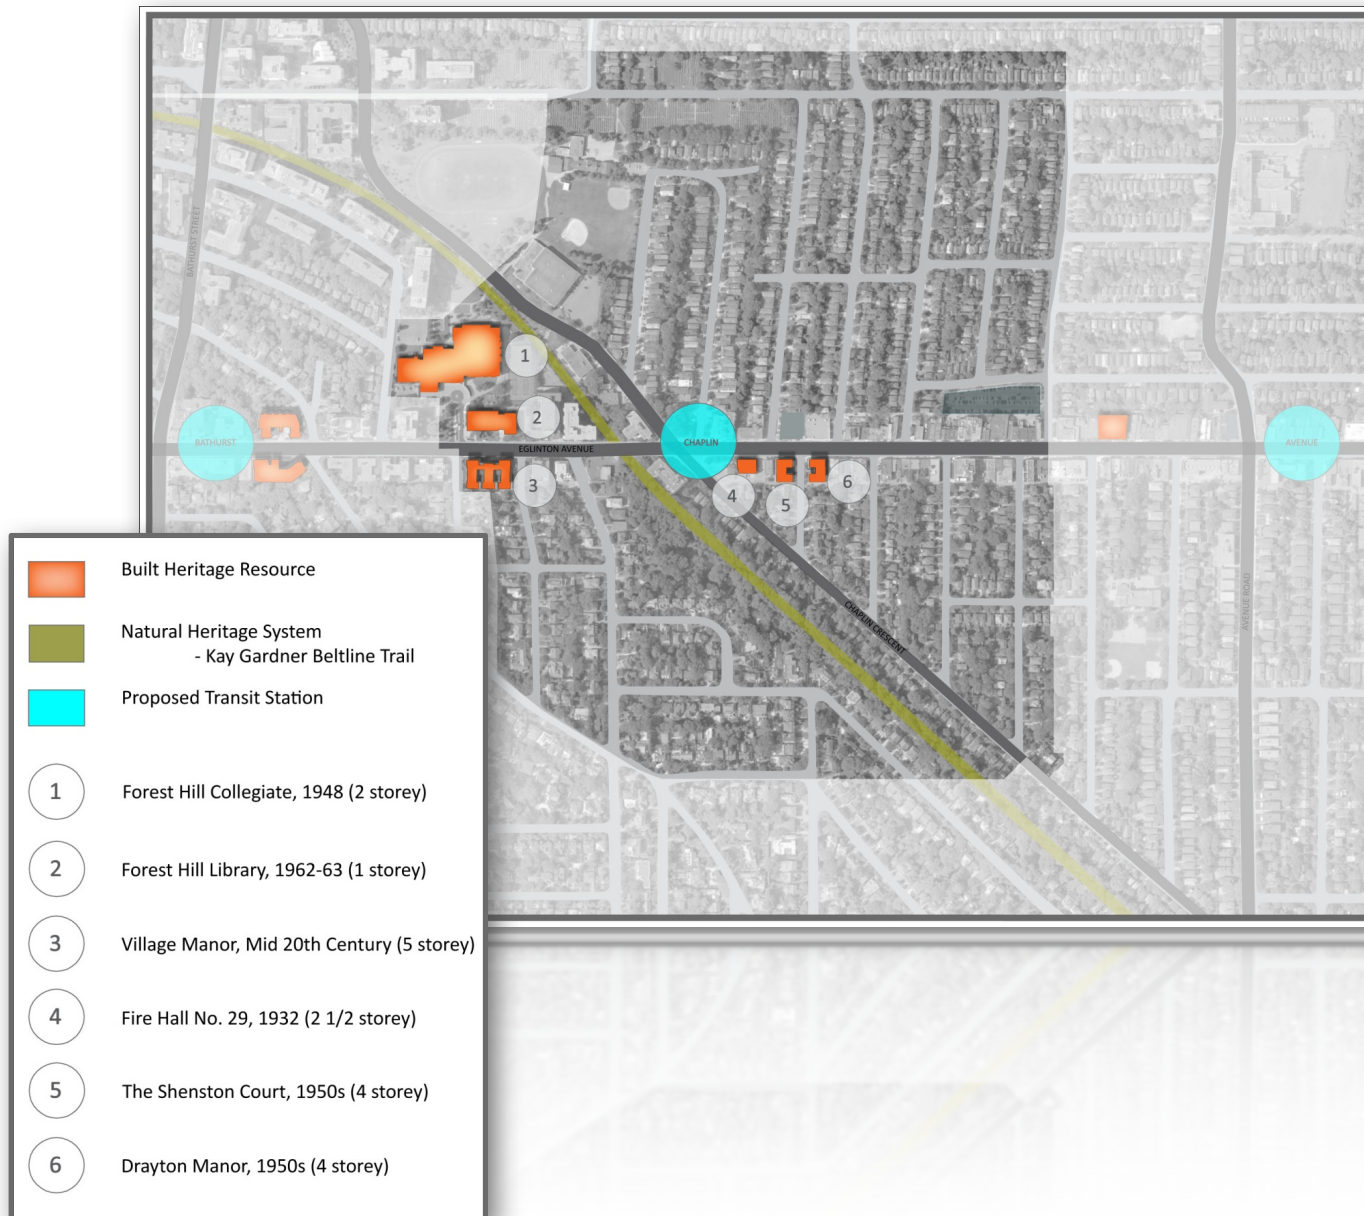 BATHURST STREET
1
2
BATHURST
CHAPLIN
AVENUE
EGLINTON AVENUE
3
4
5
6
CHAPLIN CRESCENT
AVENUE ROAD
Built Heritage Resource
Natural Heritage System
- Kay Gardner Beltline Trail
Proposed Transit Station
1 Forest Hill Collegiate, 1948 (2 storey)
2 Forest Hill Library, 1962-63 (1 storey)
3 Village Manor, Mid 20th Century (5 storey)
4 Fire Hall No. 29, 1932 (2 1/2 storey)
5 The Shenston Court, 1950s (4 storey)
6 Drayton Manor, 1950s (4 storey)